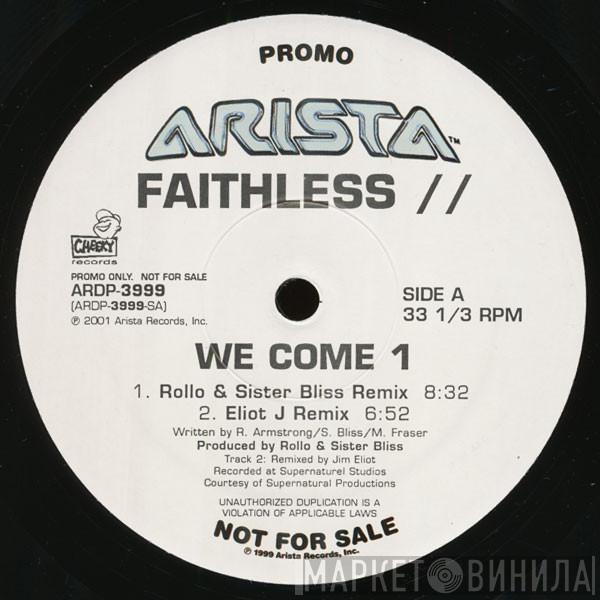 PROMO
ARISTA™
FAITHLESS //
CHEEKY
records
PROMO ONLY. NOT FOR SALE
ARDP-3999
(ARDP-3999-SA)
℗ 2001 Arista Records, Inc.
SIDE A
33 1/3 RPM
WE COME 1
1. Rollo & Sister Bliss Remix 8:32
2. Eliot J Remix 6:52
Written by R. Armstrong/S. Bliss/M. Fraser
Produced by Rollo & Sister Bliss
Track 2: Remixed by Jim Eliot
Recorded at Supernaturel Studios
Courtesy of Supernatural Productions
UNAUTHORIZED DUPLICATION IS A
VIOLATION OF APPLICABLE LAWS
NOT FOR SALE
℗ 1999 Arista Records, Inc.
МАРКЕТ ВИНИЛА